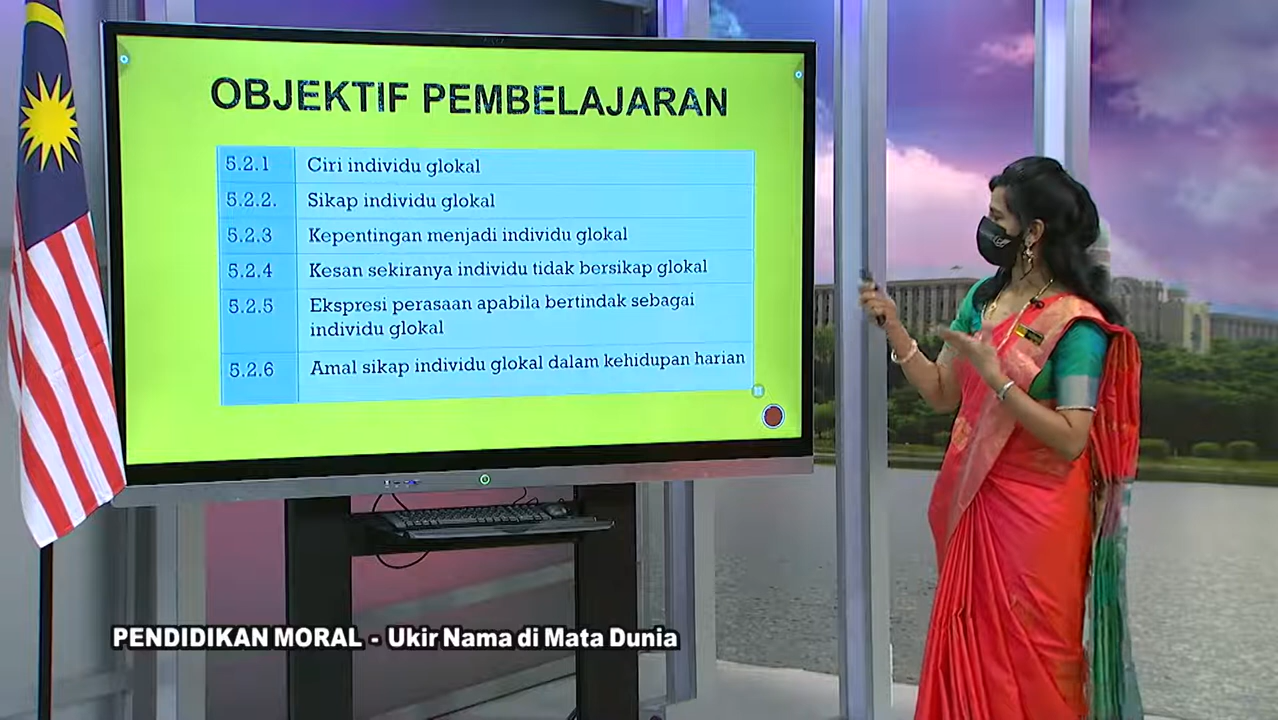 OBJEKTIF PEMBELAJARAN
5.2.1 Ciri individu glokal
5.2.2. Sikap individu glokal
5.2.3 Kepentingan menjadi individu glokal
5.2.4 Kesan sekiranya individu tidak bersikap glokal
5.2.5 Ekspresi perasaan apabila bertindak sebagai
individu glokal
5.2.6 Amal sikap individu glokal dalam kehidupan harian
PENDIDIKAN MORAL - Ukir Nama di Mata Dunia